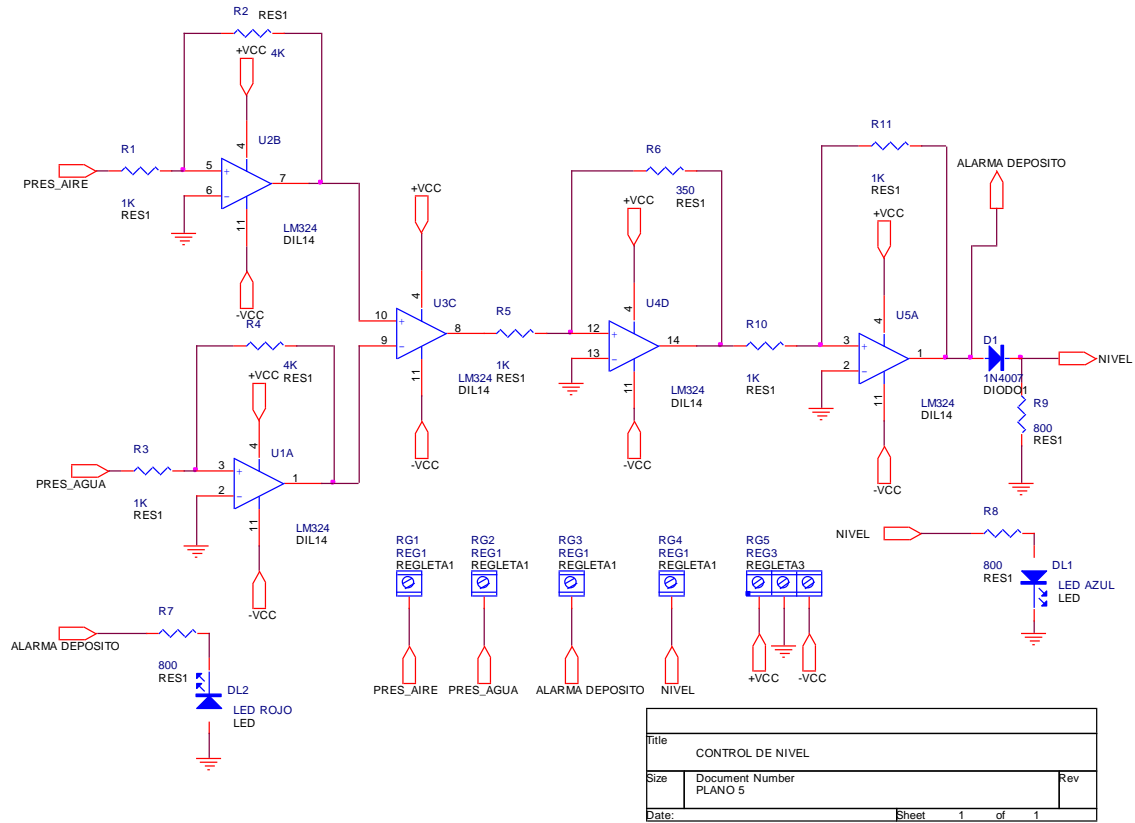 R2
RES1
4K
+VCC
4
U2B
R1
PRES_AIRE
1K
RES1
5
6
+
-
7
11
LM324
DIL14
-VCC
R4
4K
RES1
+VCC
4
U1A
R3
PRES_AGUA
1K
RES1
3
2
+
-
1
11
LM324
DIL14
-VCC
+VCC
4
U3C
10
9
+
-
8
11
LM324
DIL14
-VCC
R5
1K
RES1
R6
350
RES1
+VCC
4
U4D
12
13
+
-
14
11
LM324
DIL14
-VCC
R10
1K
RES1
R11
1K
RES1
+VCC
4
U5A
3
2
+
-
1
11
LM324
DIL14
-VCC
ALARMA DEPOSITO
D1
1N4007
DIODO1
NIVEL
R9
800
RES1
NIVEL
R8
800
RES1
DL1
LED AZUL
LED
R7
ALARMA DEPOSITO
800
RES1
DL2
LED ROJO
LED
RG1
REG1
REGLETA1
PRES_AIRE
RG2
REG1
REGLETA1
PRES_AGUA
RG3
REG1
REGLETA1
ALARMA DEPOSITO
RG4
REG1
REGLETA1
NIVEL
RG5
REG3
REGLETA3
+VCC
-VCC
Title
CONTROL DE NIVEL
Size
Document Number
Rev
PLANO 5
Date:
Sheet 1 of 1